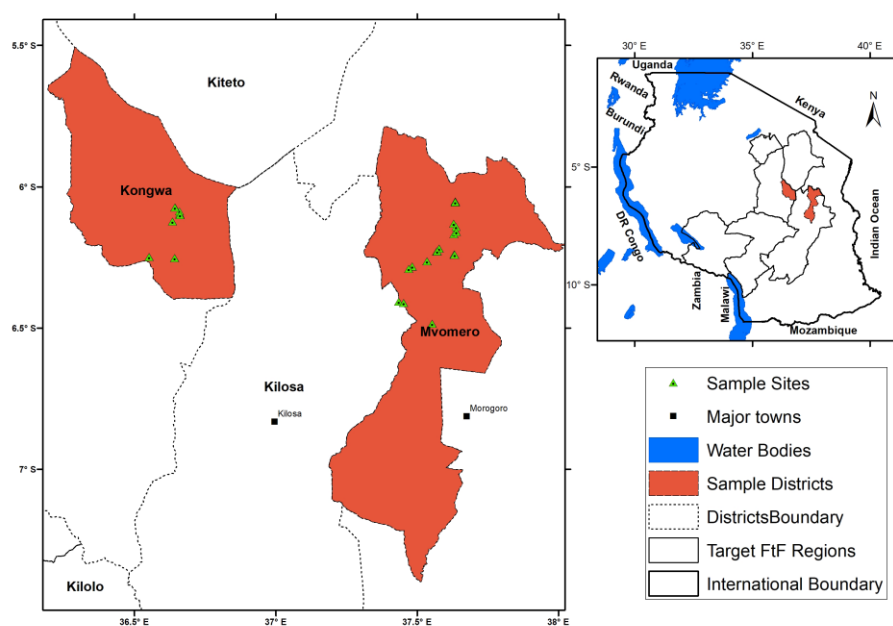 5.5° S
6° S
6.5° S
7° S
36.5° E
37° E
37.5° E
38° E
Kiteto
Kongwa
Mvomero
Kilosa
Kilosa
Morogoro
Kilolo
30° E
35° E
40° E
5° S
10° S
Uganda
Rwanda
Burundi
Kenya
N
DR Congo
Indian Ocean
Zambia
Malawi
Mozambique
Sample Sites
Major towns
Water Bodies
Sample Districts
DistrictsBoundary
Target FtF Regions
International Boundary